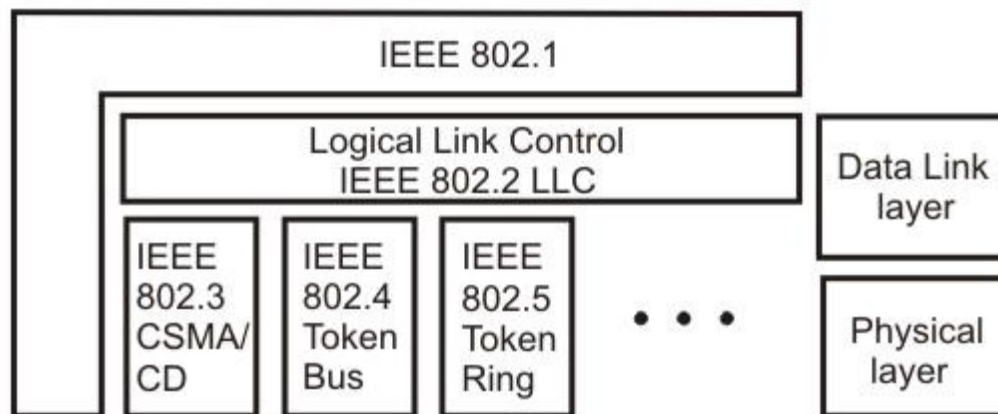 IEEE 802.1
Logical Link Control
IEEE 802.2 LLC
Data Link
layer
IEEE
802.3
CSMA/
CD
IEEE
802.4
Token
Bus
IEEE
802.5
Token
Ring
Physical
layer